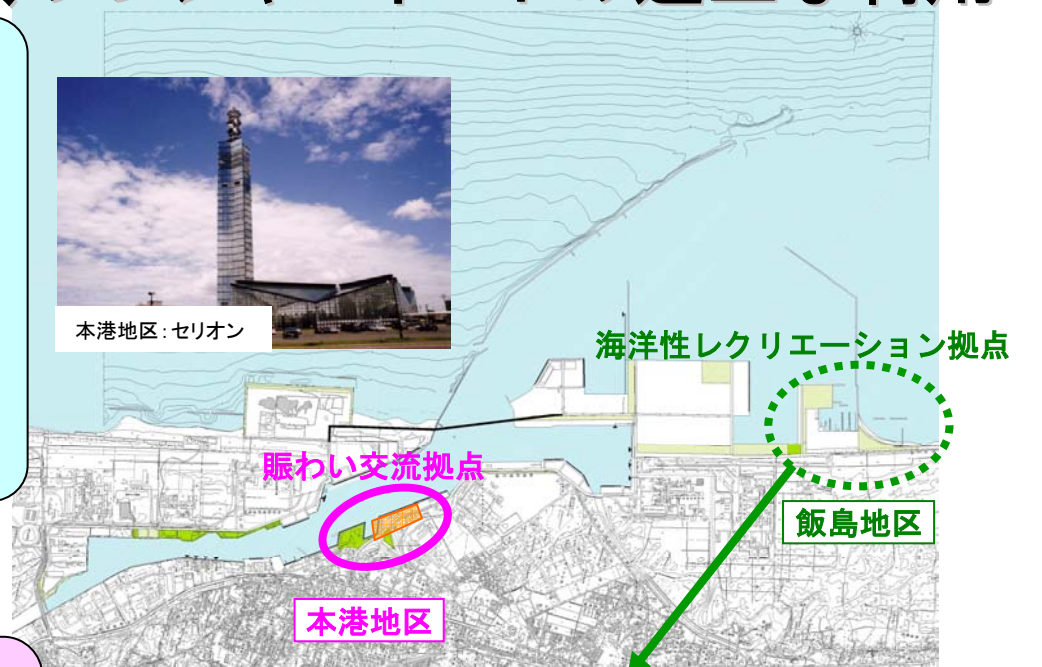 本港地区：セリオン
海洋性レクリエーション拠点
賑わい交流拠点
飯島地区
本港地区